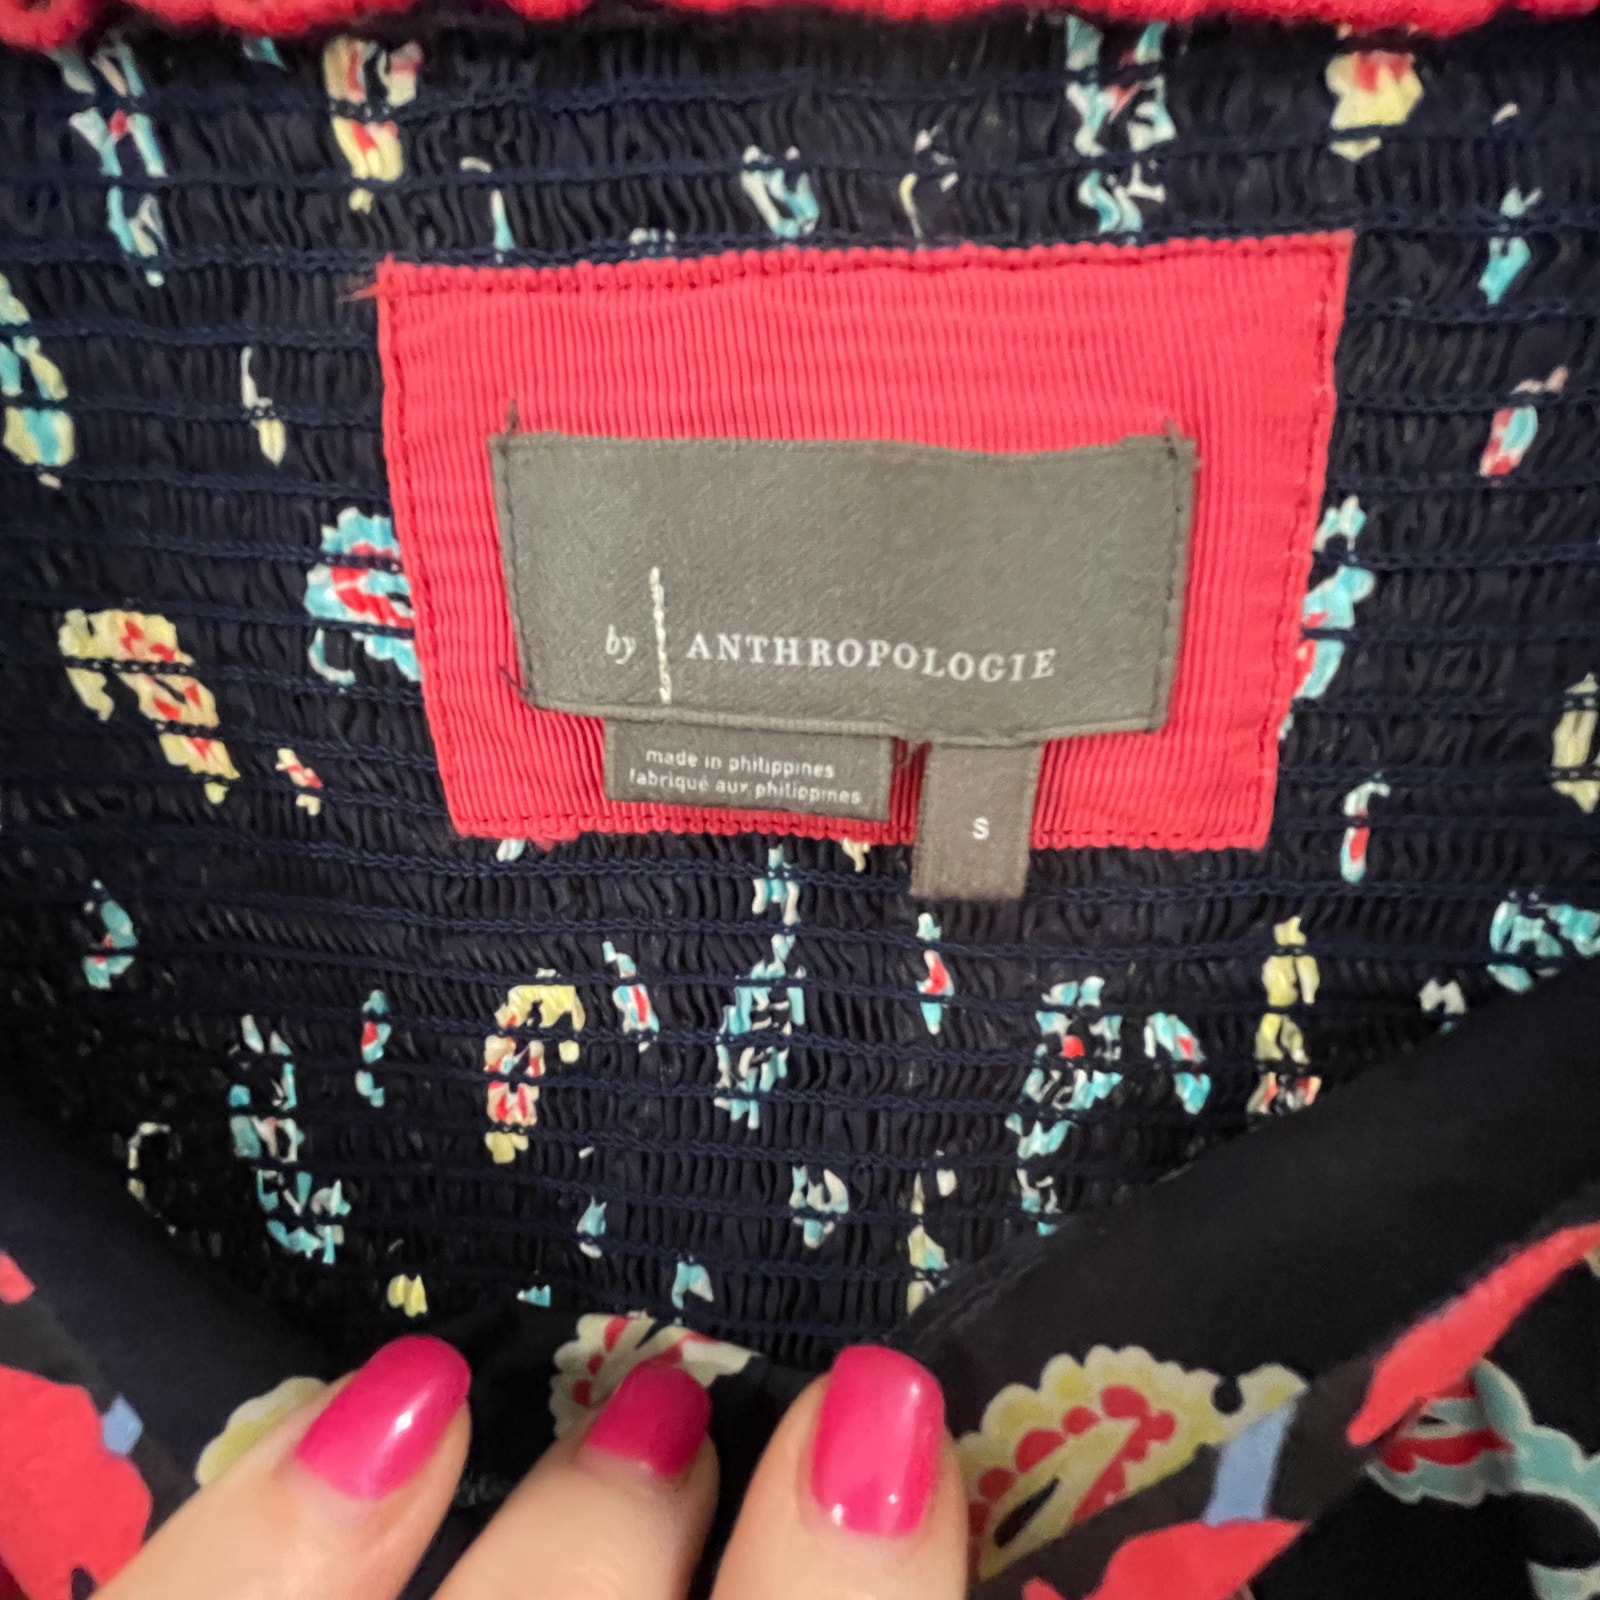 by | ANTHROPOLOGIE
made in philippines
fabriqué aux philippines
S